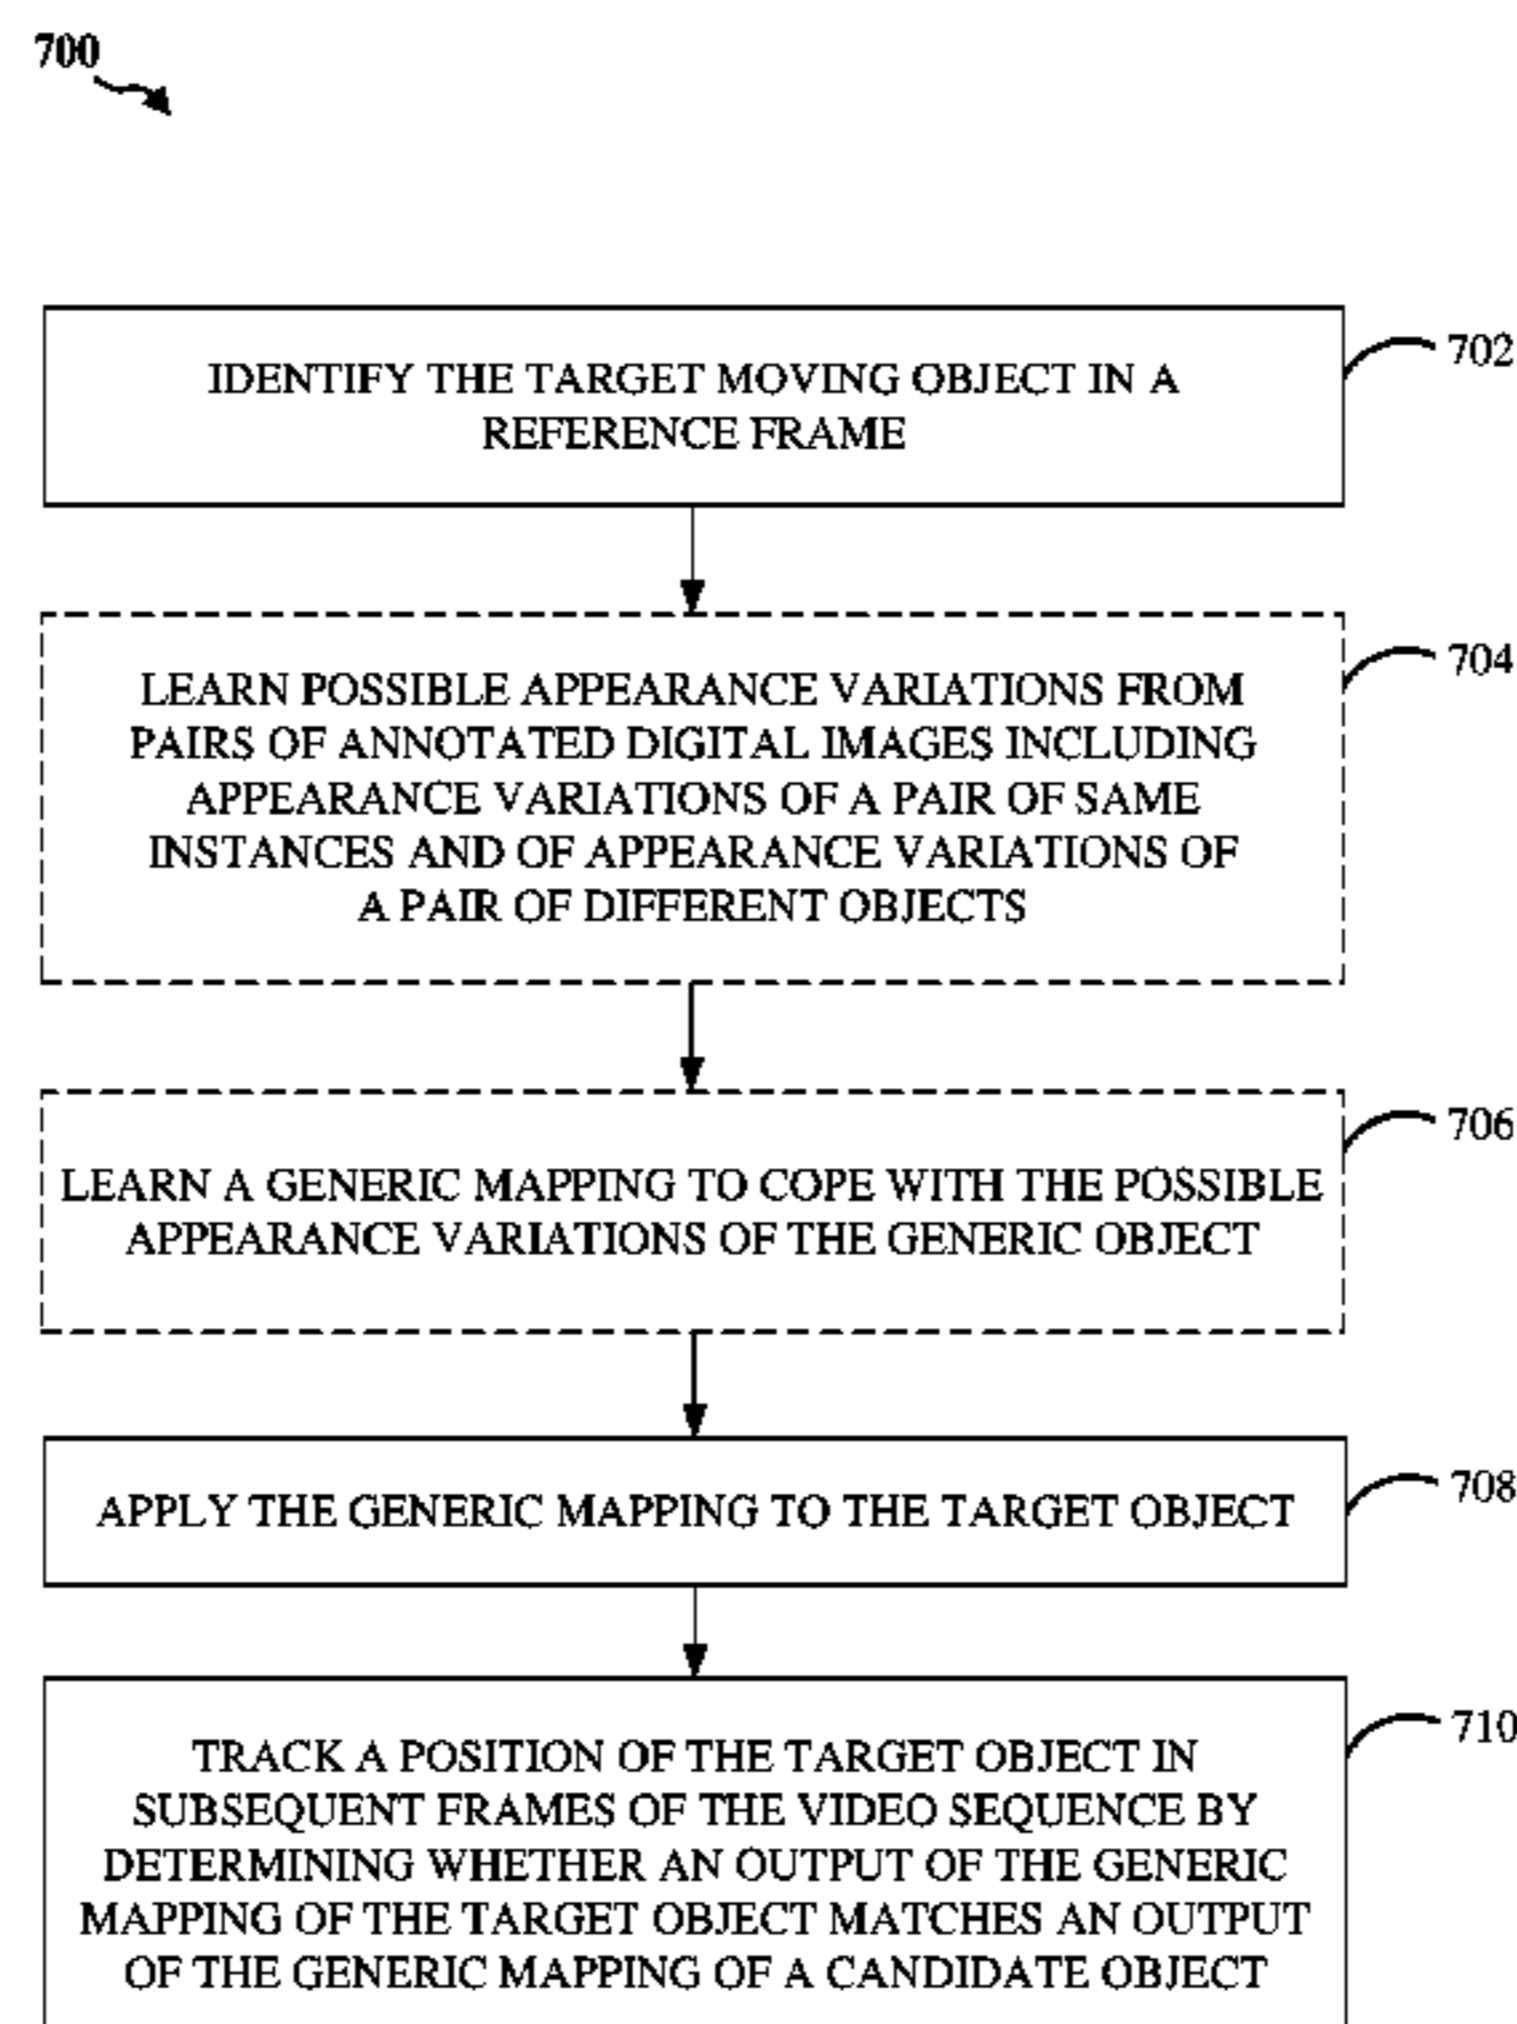 700
IDENTIFY THE TARGET MOVING OBJECT IN A
REFERENCE FRAME
702
LEARN POSSIBLE APPEARANCE VARIATIONS FROM
PAIRS OF ANNOTATED DIGITAL IMAGES INCLUDING
APPEARANCE VARIATIONS OF A PAIR OF SAME
INSTANCES AND OF APPEARANCE VARIATIONS OF
A PAIR OF DIFFERENT OBJECTS
704
LEARN A GENERIC MAPPING TO COPE WITH THE POSSIBLE
APPEARANCE VARIATIONS OF THE GENERIC OBJECT
706
APPLY THE GENERIC MAPPING TO THE TARGET OBJECT
708
TRACK A POSITION OF THE TARGET OBJECT IN
SUBSEQUENT FRAMES OF THE VIDEO SEQUENCE BY
DETERMINING WHETHER AN OUTPUT OF THE GENERIC
MAPPING OF THE TARGET OBJECT MATCHES AN OUTPUT
OF THE GENERIC MAPPING OF A CANDIDATE OBJECT
710